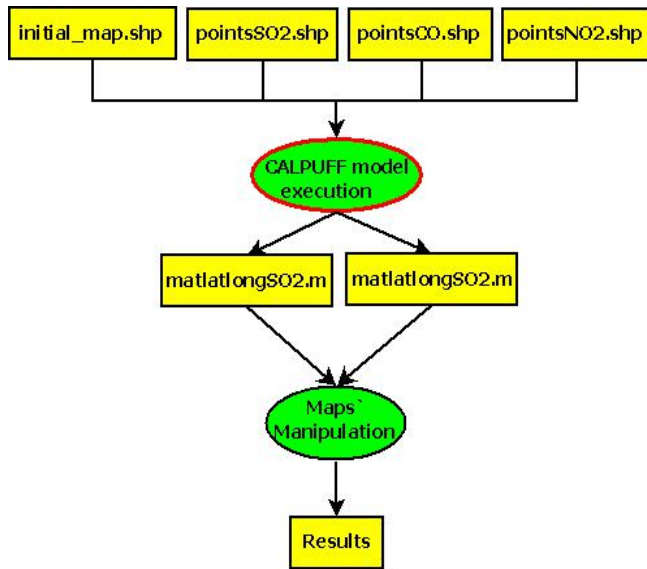 initial_map.shp
pointsSO2.shp
pointsCO.shp
pointsNO2.shp
CALPUFF model
execution
matlatlongSO2.m
matlatlongSO2.m
Maps`
Manipulation
Results